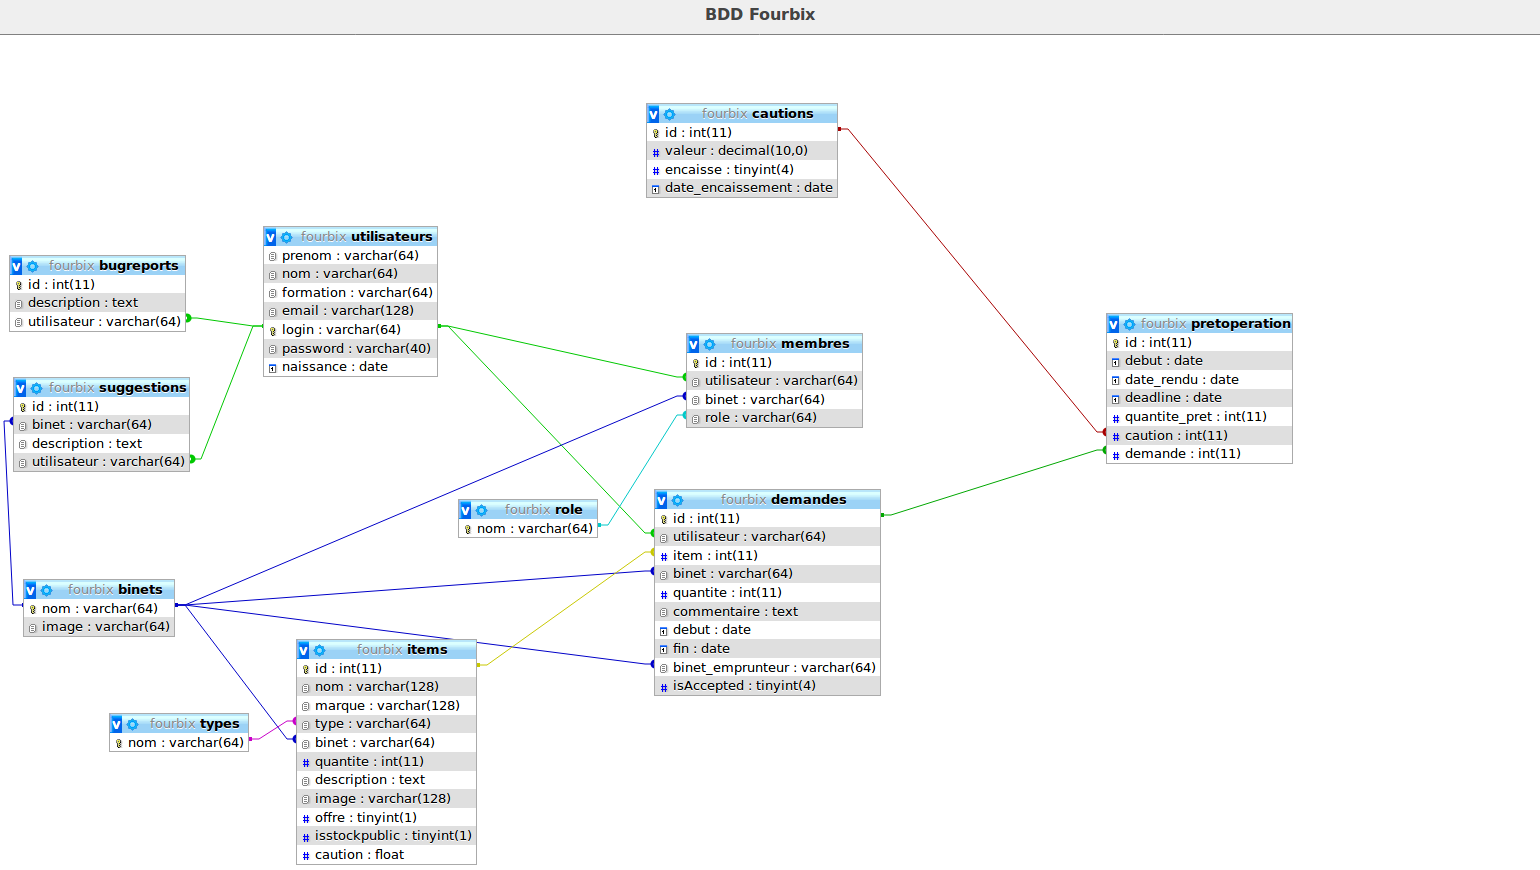 BDD Fourbix
fourbix cautions
id : int(11)
valeur : decimal(10,0)
encaisse : tinyint(4)
date_encaissement : date
fourbix utilisateurs
prenom : varchar(64)
nom : varchar(64)
formation : varchar(64)
email : varchar(128)
login : varchar(64)
password : varchar(40)
naissance : date
fourbix bugreports
id : int(11)
description : text
utilisateur : varchar(64)
fourbix suggestions
id : int(11)
binet : varchar(64)
description : text
utilisateur : varchar(64)
fourbix membres
id : int(11)
utilisateur : varchar(64)
binet : varchar(64)
role : varchar(64)
fourbix pretoperation
id : int(11)
debut : date
date_rendu : date
deadline : date
quantite_pret : int(11)
caution : int(11)
demande : int(11)
fourbix role
nom : varchar(64)
fourbix demandes
id : int(11)
utilisateur : varchar(64)
item : int(11)
binet : varchar(64)
quantite : int(11)
commentaire : text
debut : date
fin : date
binet_emprunteur : varchar(64)
isAccepted : tinyint(4)
fourbix binets
nom : varchar(64)
image : varchar(64)
fourbix items
id : int(11)
nom : varchar(128)
marque : varchar(128)
type : varchar(64)
binet : varchar(64)
quantite : int(11)
description : text
image : varchar(128)
offre : tinyint(1)
isstockpublic : tinyint(1)
caution : float
fourbix types
nom : varchar(64)